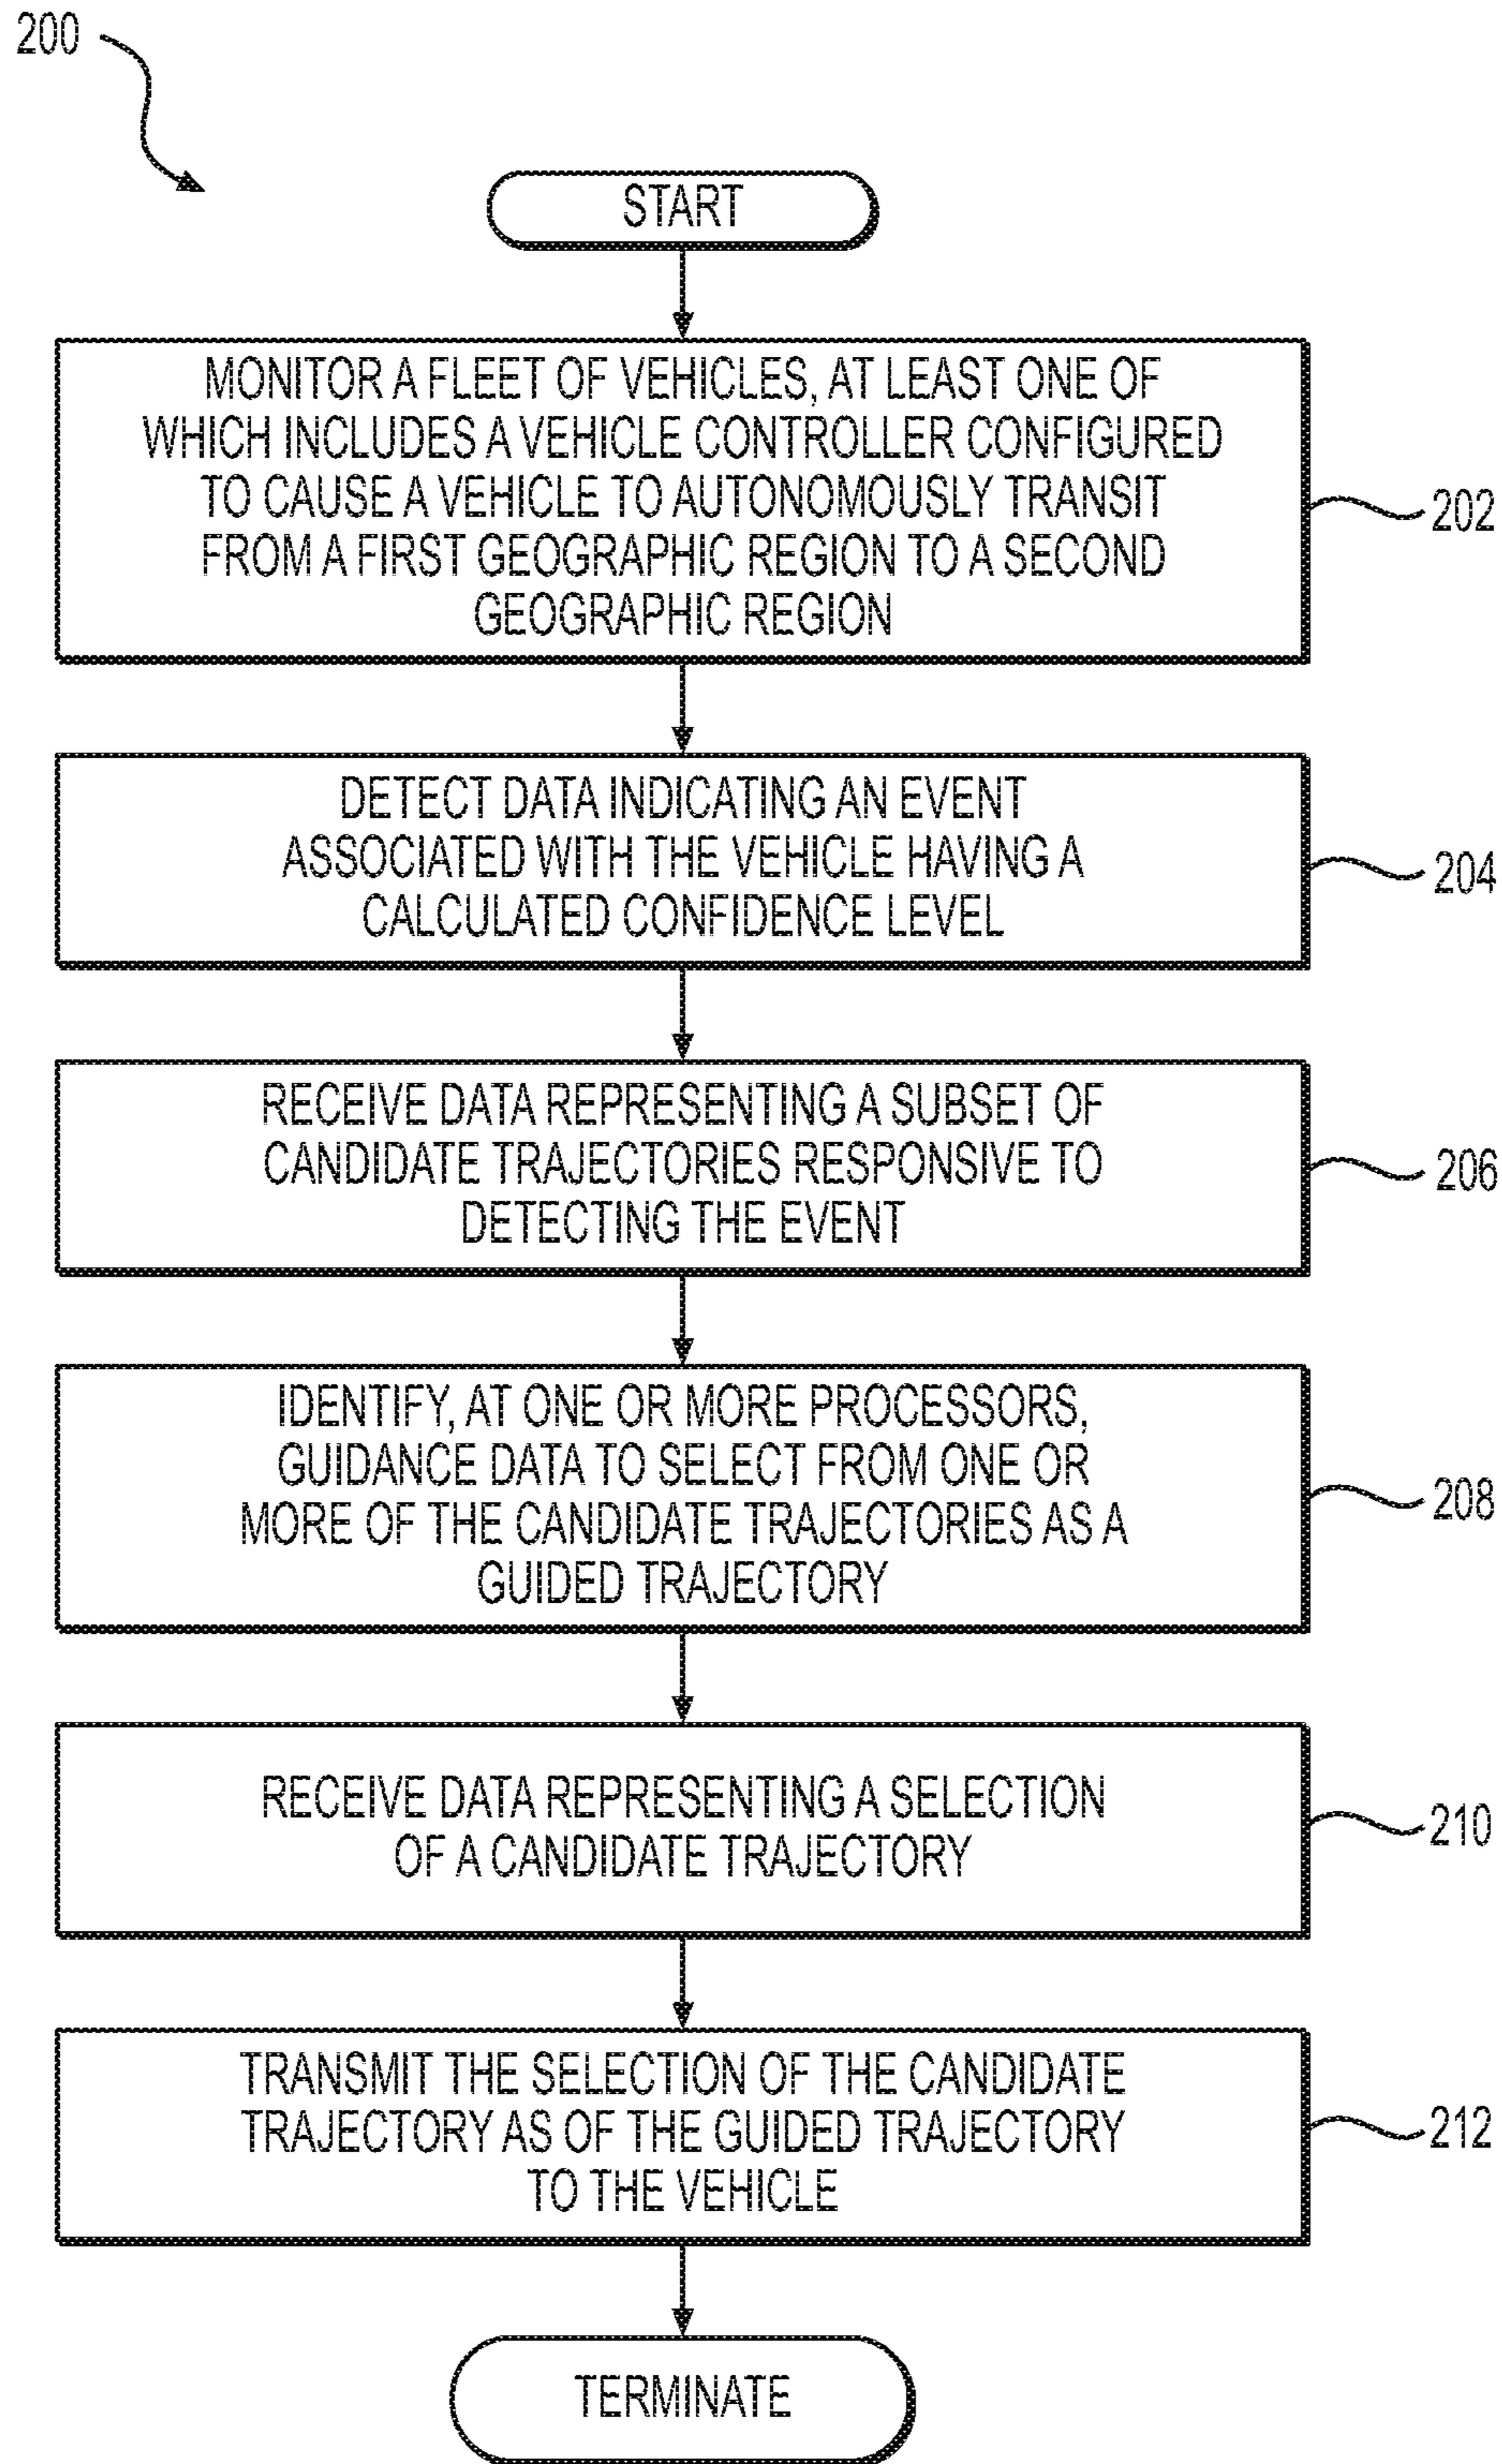 200
START
MONITOR A FLEET OF VEHICLES, AT LEAST ONE OF
WHICH INCLUDES A VEHICLE CONTROLLER CONFIGURED
TO CAUSE A VEHICLE TO AUTONOMOUSLY TRANSIT
FROM A FIRST GEOGRAPHIC REGION TO A SECOND
GEOGRAPHIC REGION
202
DETECT DATA INDICATING AN EVENT
ASSOCIATED WITH THE VEHICLE HAVING A
CALCULATED CONFIDENCE LEVEL
204
RECEIVE DATA REPRESENTING A SUBSET OF
CANDIDATE TRAJECTORIES RESPONSIVE TO
DETECTING THE EVENT
206
IDENTIFY, AT ONE OR MORE PROCESSORS,
GUIDANCE DATA TO SELECT FROM ONE OR
MORE OF THE CANDIDATE TRAJECTORIES AS A
GUIDED TRAJECTORY
208
RECEIVE DATA REPRESENTING A SELECTION
OF A CANDIDATE TRAJECTORY
210
TRANSMIT THE SELECTION OF THE CANDIDATE
TRAJECTORY AS OF THE GUIDED TRAJECTORY
TO THE VEHICLE
212
TERMINATE